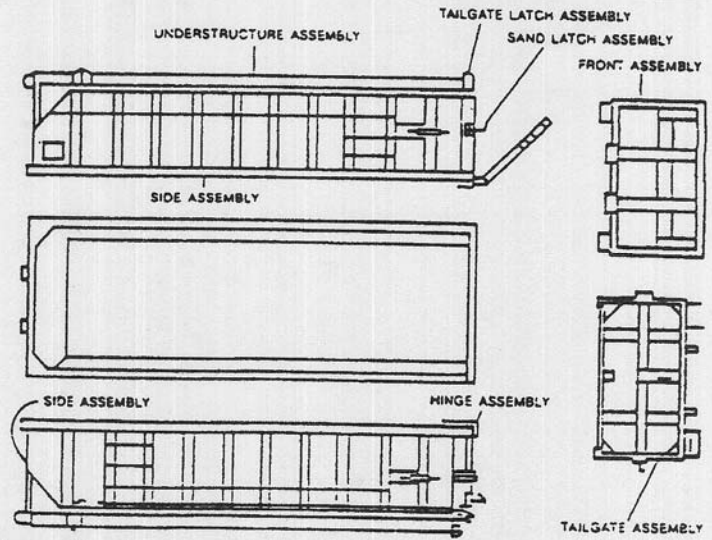 TAILGATE LATCH ASSEMBLY
UNDERSTRUCTURE ASSEMBLY
SAND LATCH ASSEMBLY
FRONT ASSEMBLY
SIDE ASSEMBLY
SIDE ASSEMBLY
HINGE ASSEMBLY
TAILGATE ASSEMBLY